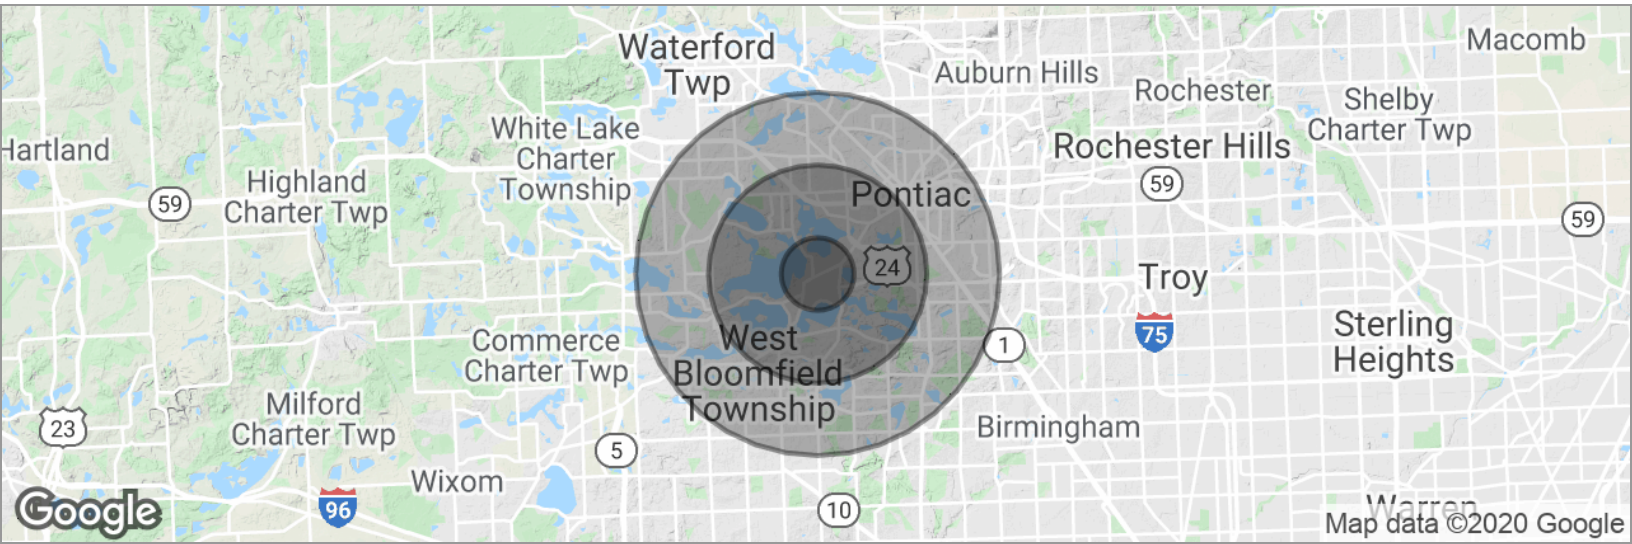 Waterford
Twp
Macomb
Auburn Hills
Rochester
Shelby
Charter Twp
White Lake
Charter
Township
Hartland
Rochester Hills
Highland
Charter Twp
59
59
59
Pontiac
24
Troy
75
1
Sterling
Heights
West
Bloomfield
Township
Commerce
Charter Twp
Milford
Charter Twp
23
5
Birmingham
Wixom
96
10
Warren
Google
Map data ©2020 Google